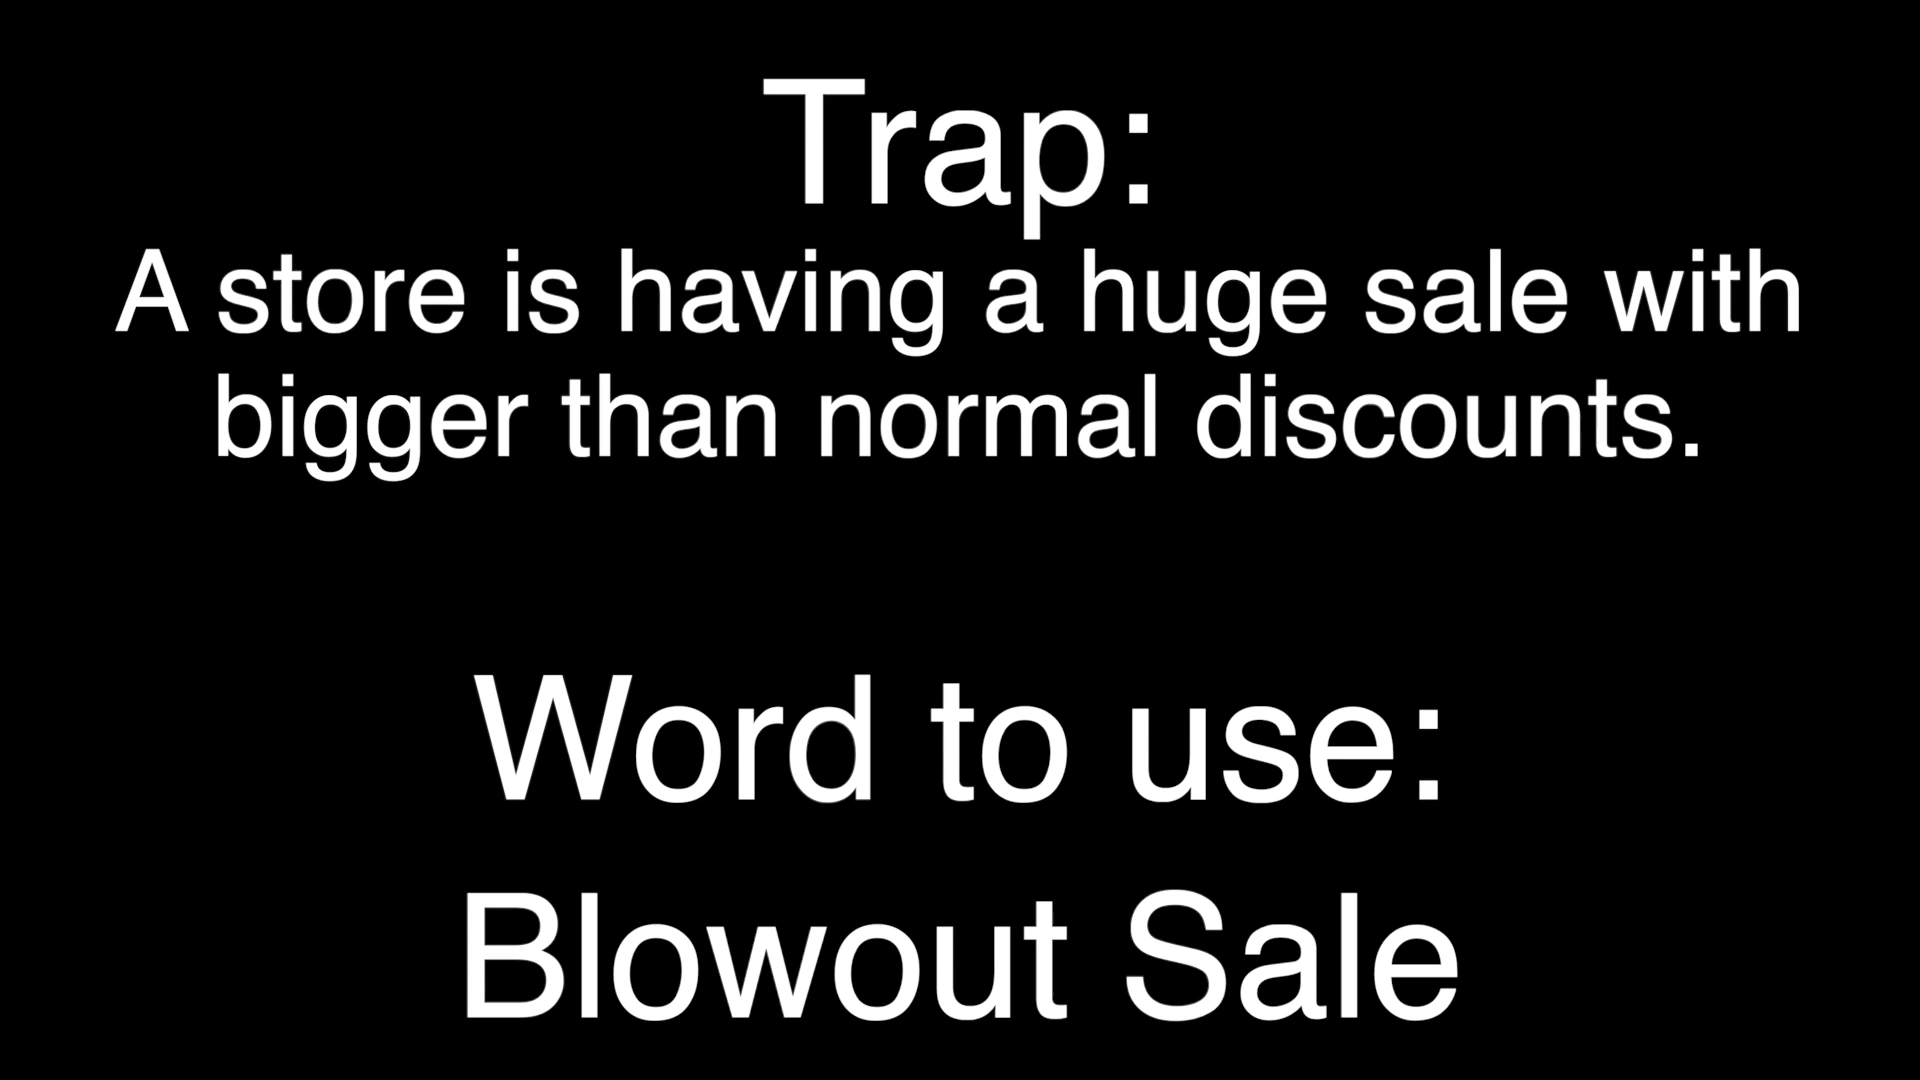 Trap:
A store is having a huge sale with
bigger than normal discounts.
Word to use:
Blowout Sale